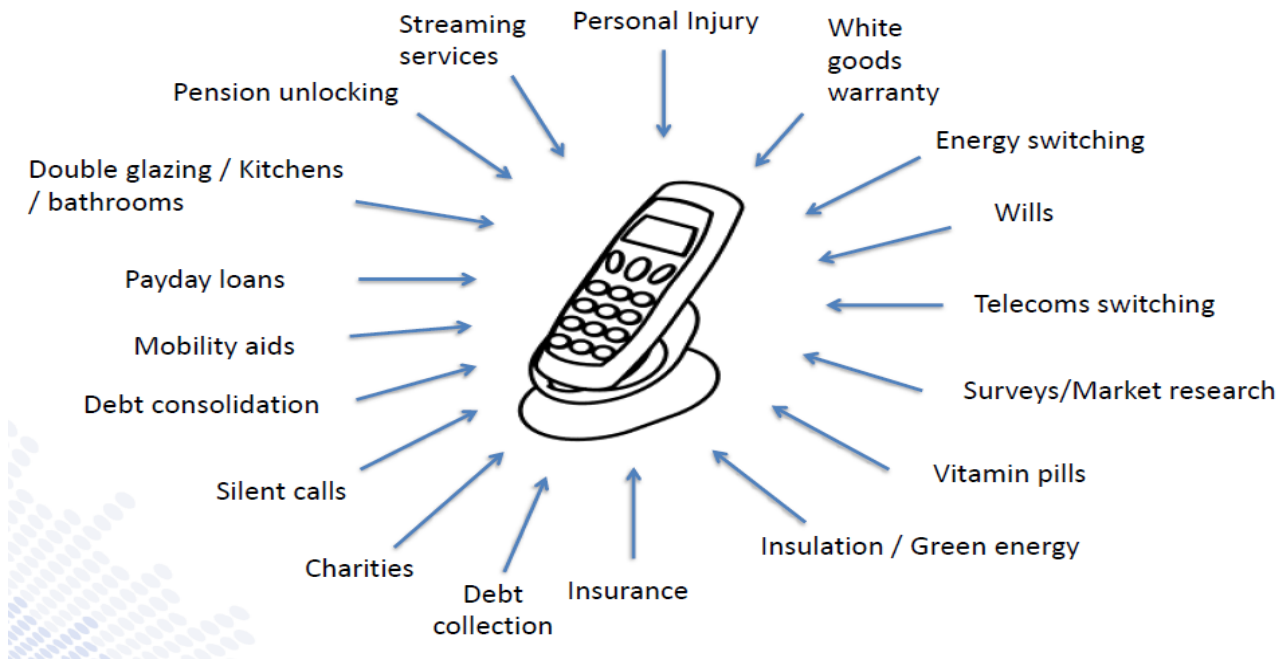 Streaming
services
Personal Injury
White
goods
warranty
Pension unlocking
Energy switching
Double glazing / Kitchens
/ bathrooms
Wills
Payday loans
Telecoms switching
Mobility aids
Debt consolidation
Surveys/Market research
Silent calls
Vitamin pills
Charities
Insulation / Green energy
Debt
collection
Insurance